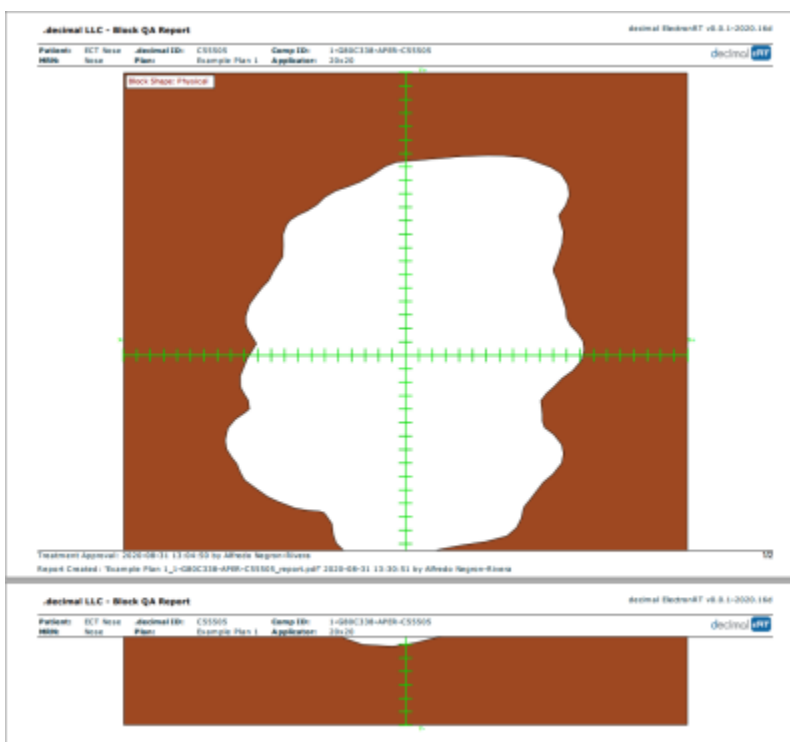 .decimal LLC - Block QA Report
decimal ElectronRT v0.0.1-2020.16d
Patient: ECT Nose .decimal ID: C55505 Comp ID: 1-G80C338-APER-C55505
MRN: Nose Plan: Example Plan 1 Applicator: 20x20
decimal eRT
Block Shape: Physical
Treatment Approval: 2020-08-31 13:04:50 by Alfredo Negron-Rivera
1/2
Report Created: "Example Plan 1_1-G80C338-APER-C55505_report.pdf" 2020-08-31 13:30:51 by Alfredo Negron-Rivera
.decimal LLC - Block QA Report
decimal ElectronRT v0.0.1-2020.16d
Patient: ECT Nose .decimal ID: C55505 Comp ID: 1-G80C338-APER-C55505
MRN: Nose Plan: Example Plan 1 Applicator: 20x20
decimal eRT